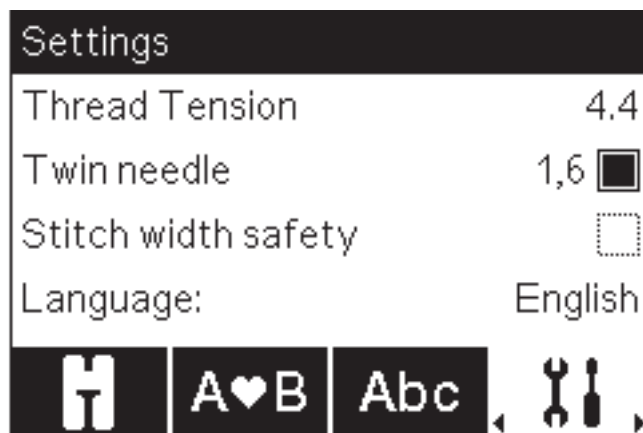 Settings
Thread Tension 4.4
Twin needle 1,6
Stitch width safety
Language: English
A♥B Abc